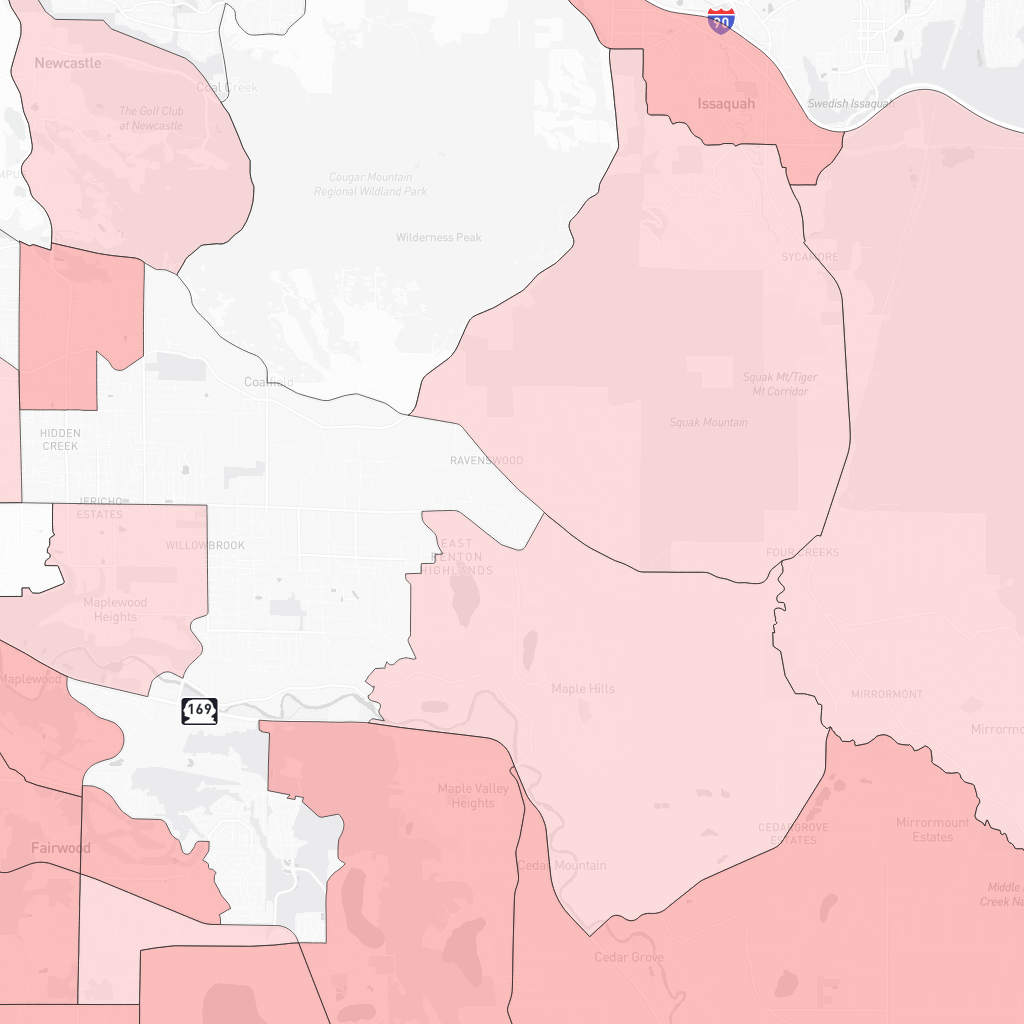 90
Newcastle
Coal Creek
Issaquah
Swedish Issaquah
The Golf Club
at Newcastle
Cougar Mountain
Regional Wildland Park
Wilderness Peak
SYCAMORE
Coalfield
Squak Mt/Tiger
Mt Corridor
Squak Mountain
HIDDEN
CREEK
RAVENSWOOD
JERICHO
ESTATES
WILLOWBROOK
EAST
RENTON
HIGHLANDS
FOUR CREEKS
Maplewood
Heights
Maplewood
Maple Hills
MIRRORMONT
169
Mirrormo
Maple Valley
Heights
CEDARGROVE
ESTATES
Mirrormount
Estates
Fairwood
Cedar Mountain
Middle
Creek Na
Cedar Grove